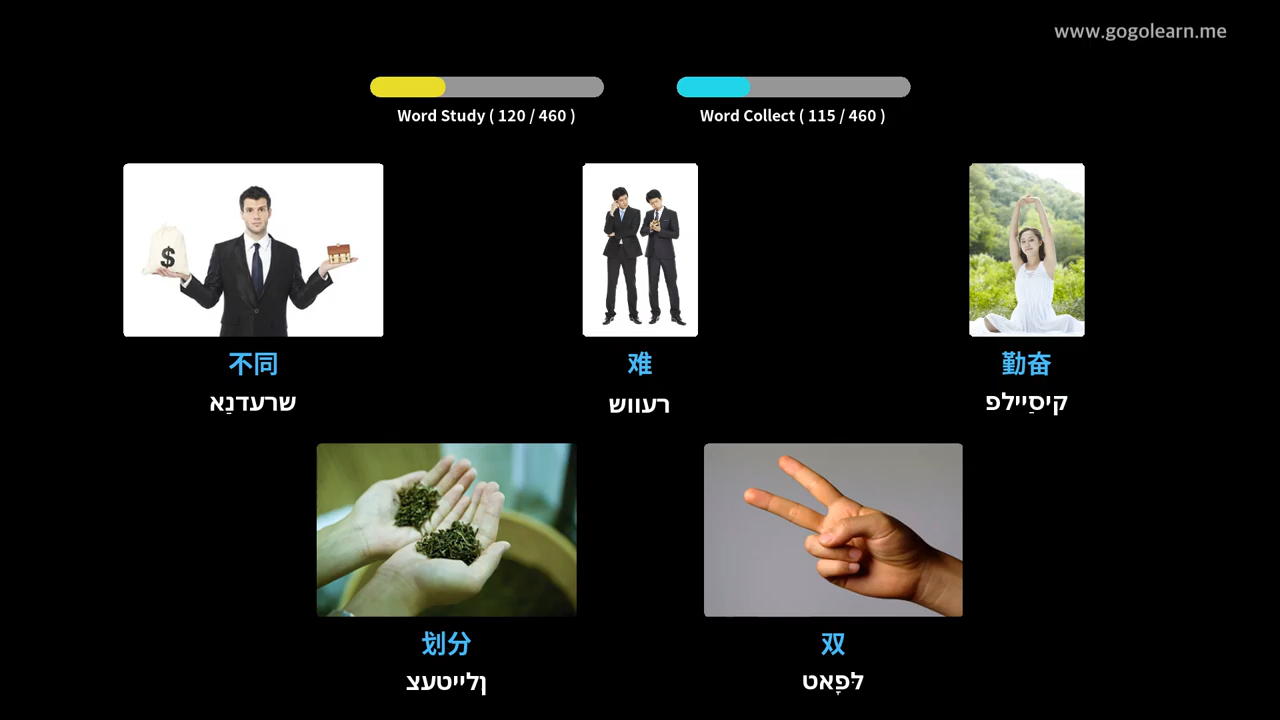 www.gogolearn.me
Word Study ( 120 / 460 )
Word Collect ( 115 / 460 )
不同
שרעדנַא
难
רעווש
勤奋
קיסַיילפ
划分
ןלייטעצ
双
לּפָאט